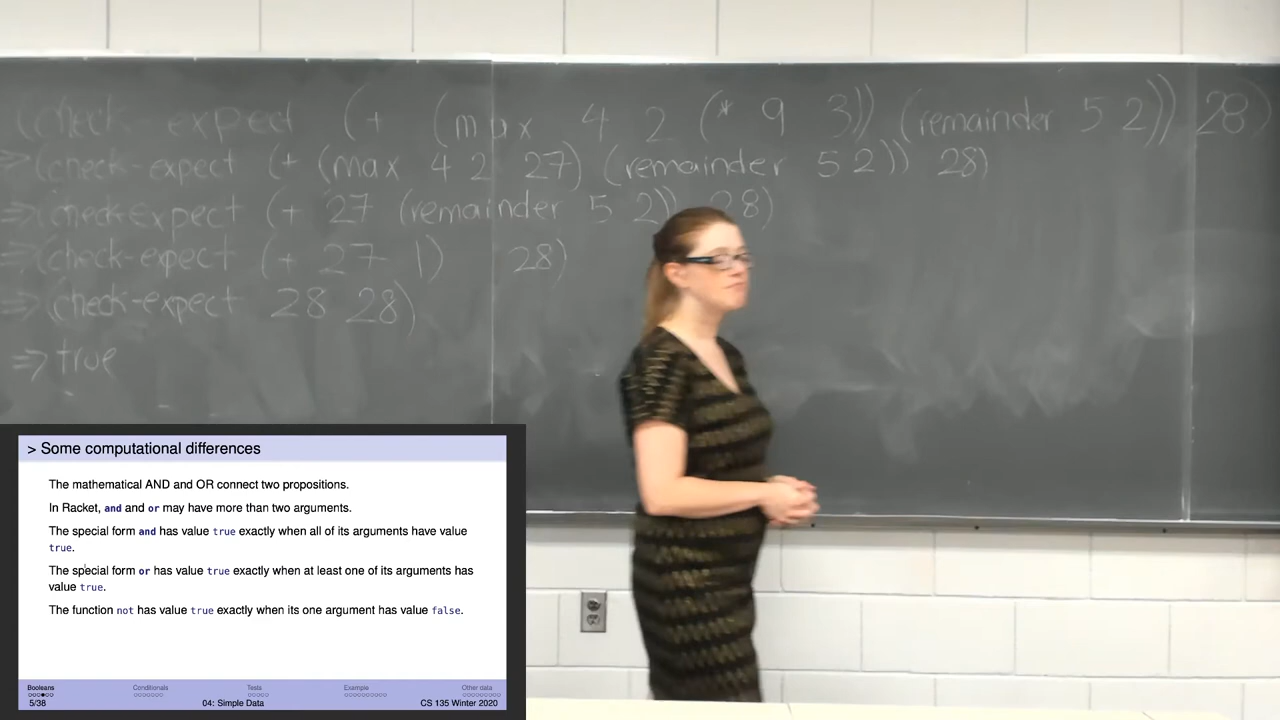 (check-expect (+ (max 4 2 (* 9 3)) (remainder 5 2)) 28)
=> (check-expect (+ (max 4 2 27) (remainder 5 2)) 28)
=> (check-expect (+ 27 (remainder 5 2)) 28)
=> (check-expect (+ 27 1) 28)
=> (check-expect 28 28)
=> true
> Some computational differences
The mathematical AND and OR connect two propositions.
In Racket, and and or may have more than two arguments.
The special form and has value true exactly when all of its arguments have value
true.
The special form or has value true exactly when at least one of its arguments has
value true.
The function not has value true exactly when its one argument has value false.
Booleans Conditionals Tests Example Other data
5/38 04: Simple Data CS 135 Winter 2020